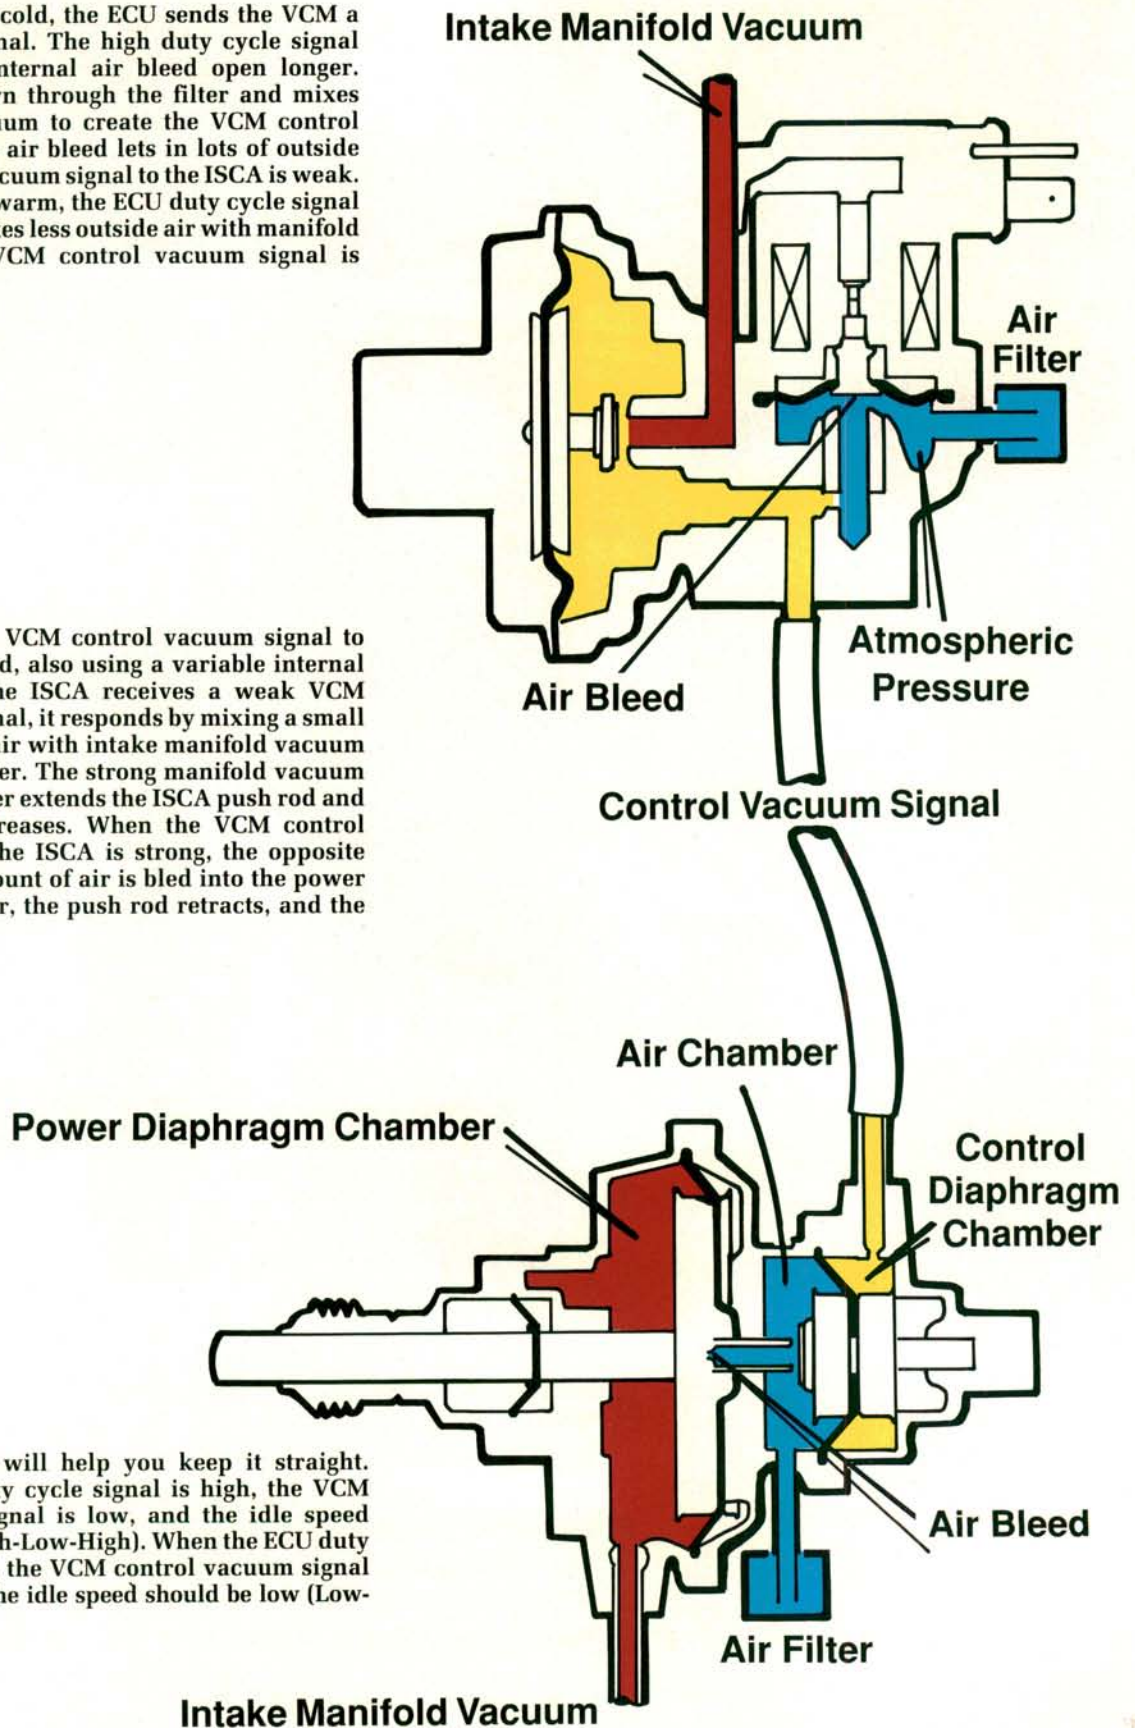 cold, the ECU sends the VCM a
nal. The high duty cycle signal
nternal air bleed open longer.
n through the filter and mixes
uum to create the VCM control
air bleed lets in lots of outside
cuum signal to the ISCA is weak.
warm, the ECU duty cycle signal
es less outside air with manifold
VCM control vacuum signal is
Intake Manifold Vacuum
Air
Filter
Atmospheric
Pressure
Air Bleed
VCM control vacuum signal to
d, also using a variable internal
ne ISCA receives a weak VCM
nal, it responds by mixing a small
ir with intake manifold vacuum
er. The strong manifold vacuum
er extends the ISCA push rod and
reases. When the VCM control
he ISCA is strong, the opposite
ount of air is bled into the power
r, the push rod retracts, and the
Control Vacuum Signal
Air Chamber
Power Diaphragm Chamber
Control
Diaphragm
Chamber
will help you keep it straight.
y cycle signal is high, the VCM
gnal is low, and the idle speed
h-Low-High). When the ECU duty
the VCM control vacuum signal
ne idle speed should be low (Low-
Air Bleed
Air Filter
Intake Manifold Vacuum